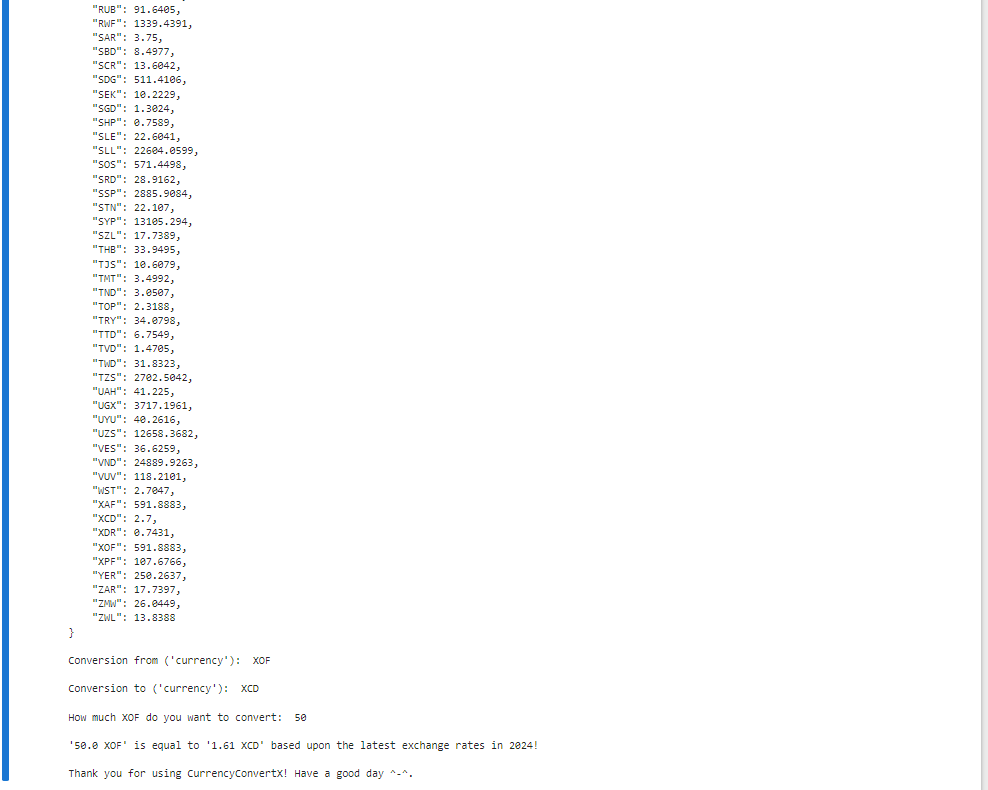 "RUB": 91.6405,
"RWF": 1339.4391,
"SAR": 3.75,
"SBD": 8.4977,
"SCR": 13.6042,
"SDG": 511.4106,
"SEK": 10.2229,
"SGD": 1.3024,
"SHP": 0.7589,
"SLE": 22.6041,
"SLL": 22604.0599,
"SOS": 571.4498,
"SRD": 28.9162,
"SSP": 2885.9084,
"STN": 22.107,
"SYP": 13105.294,
"SZL": 17.7389,
"THB": 33.9495,
"TJS": 10.6079,
"TMT": 3.4992,
"TND": 3.0507,
"TOP": 2.3188,
"TRY": 34.0798,
"TTD": 6.7549,
"TVD": 1.4705,
"TWD": 31.8323,
"TZS": 2702.5042,
"UAH": 41.225,
"UGX": 3717.1961,
"UYU": 40.2616,
"UZS": 12658.3682,
"VES": 36.6259,
"VND": 24889.9263,
"VUV": 118.2101,
"WST": 2.7047,
"XAF": 591.8883,
"XCD": 2.7,
"XDR": 0.7431,
"XOF": 591.8883,
"XPF": 107.6766,
"YER": 250.2637,
"ZAR": 17.7397,
"ZMW": 26.0449,
"ZWL": 13.8388
}
Conversion from ('currency'):  XOF
Conversion to ('currency'):  XCD
How much XOF do you want to convert:  50
'50.0 XOF' is equal to '1.61 XCD' based upon the latest exchange rates in 2024!
Thank you for using CurrencyConvertX! Have a good day ^-^.